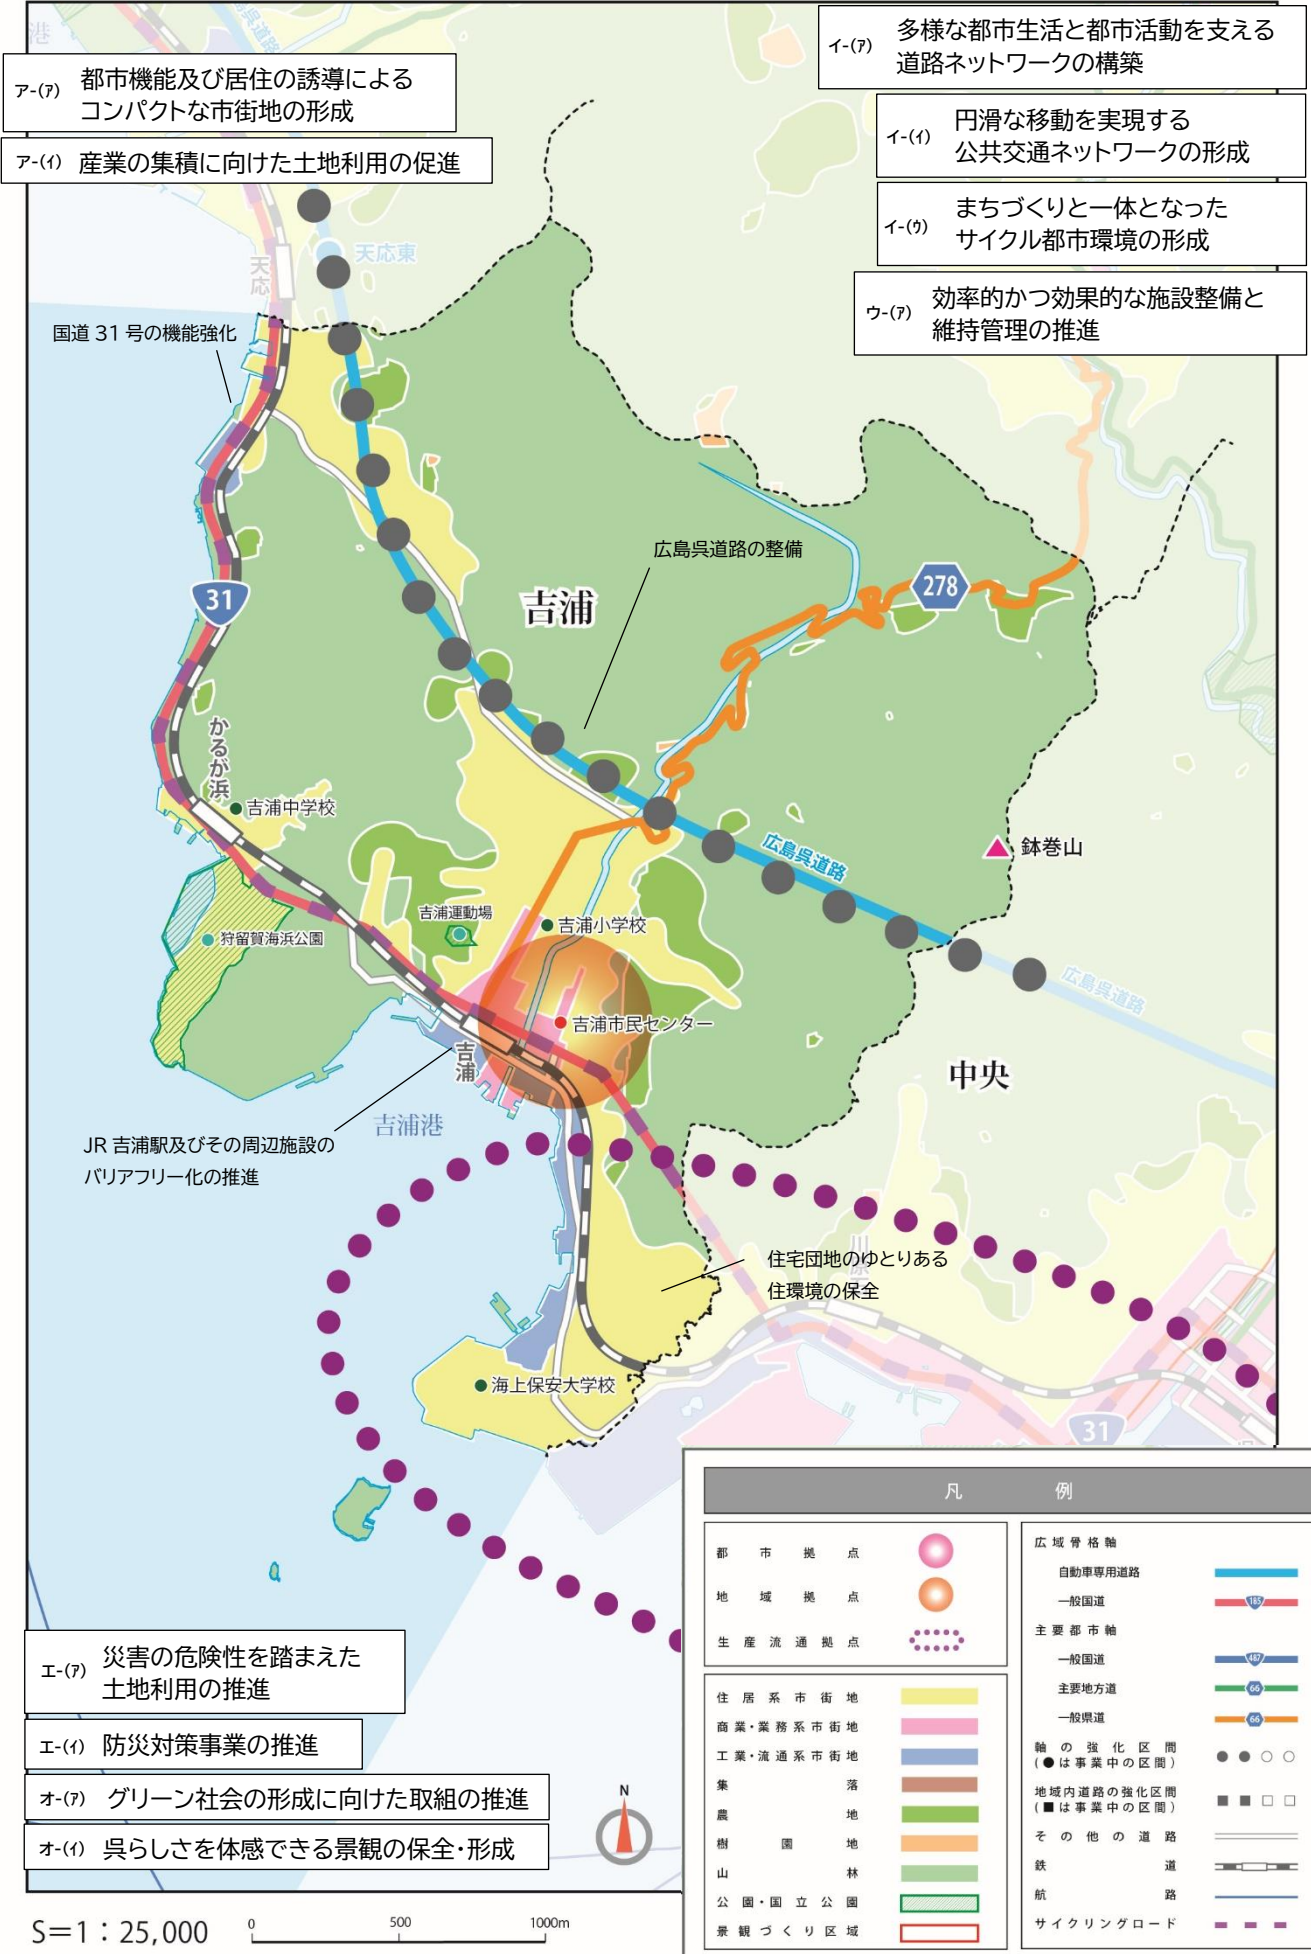 港
広島呉道路
ア-(ア) 都市機能及び居住の誘導による
コンパクトな市街地の形成
ア-(イ) 産業の集積に向けた土地利用の促進
イ-(ア) 多様な都市生活と都市活動を支える
道路ネットワークの構築
イ-(イ) 円滑な移動を実現する
公共交通ネットワークの形成
イ-(ウ) まちづくりと一体となった
サイクル都市環境の形成
ウ-(ア) 効率的かつ効果的な施設整備と
維持管理の推進
天応東
天応
国道 31 号の機能強化
広島呉道路の整備
278
31
吉浦
かるが浜
吉浦中学校
広島呉道路
鉢巻山
吉浦運動場
吉浦小学校
狩留賀海浜公園
広島呉道路
吉浦市民センター
吉浦
中央
吉浦港
JR 吉浦駅及びその周辺施設の
バリアフリー化の推進
住宅団地のゆとりある
住環境の保全
海上保安大学校
31
凡例
都市拠点
地域拠点
生産流通拠点
住居系市街地
商業・業務系市街地
工業・流通系市街地
集落
農地
樹園地
山林
公園・国立公園
景観づくり区域
広域骨格軸
自動車専用道路
一般国道 185
主要都市軸
一般国道 487
主要地方道 66
一般県道 66
軸の強化区間
(●は事業中の区間)
地域内道路の強化区間
(■は事業中の区間)
その他の道路
鉄道
航路
サイクリングロード
エ-(ア) 災害の危険性を踏まえた
土地利用の推進
エ-(イ) 防災対策事業の推進
オ-(ア) グリーン社会の形成に向けた取組の推進
オ-(イ) 呉らしさを体感できる景観の保全・形成
N
S=1：25,000
0 500 1000m